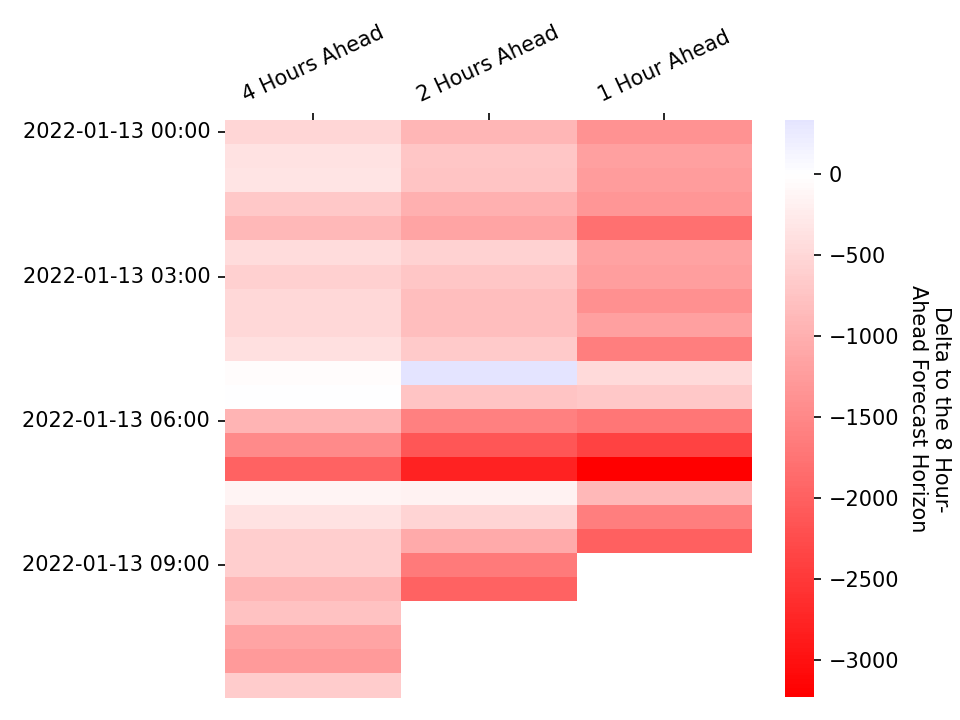 4 Hours Ahead
2 Hours Ahead
1 Hour Ahead
2022-01-13 00:00
2022-01-13 03:00
2022-01-13 06:00
2022-01-13 09:00
0
−500
−1000
−1500
−2000
−2500
−3000
Delta to the 8 Hour-
Ahead Forecast Horizon